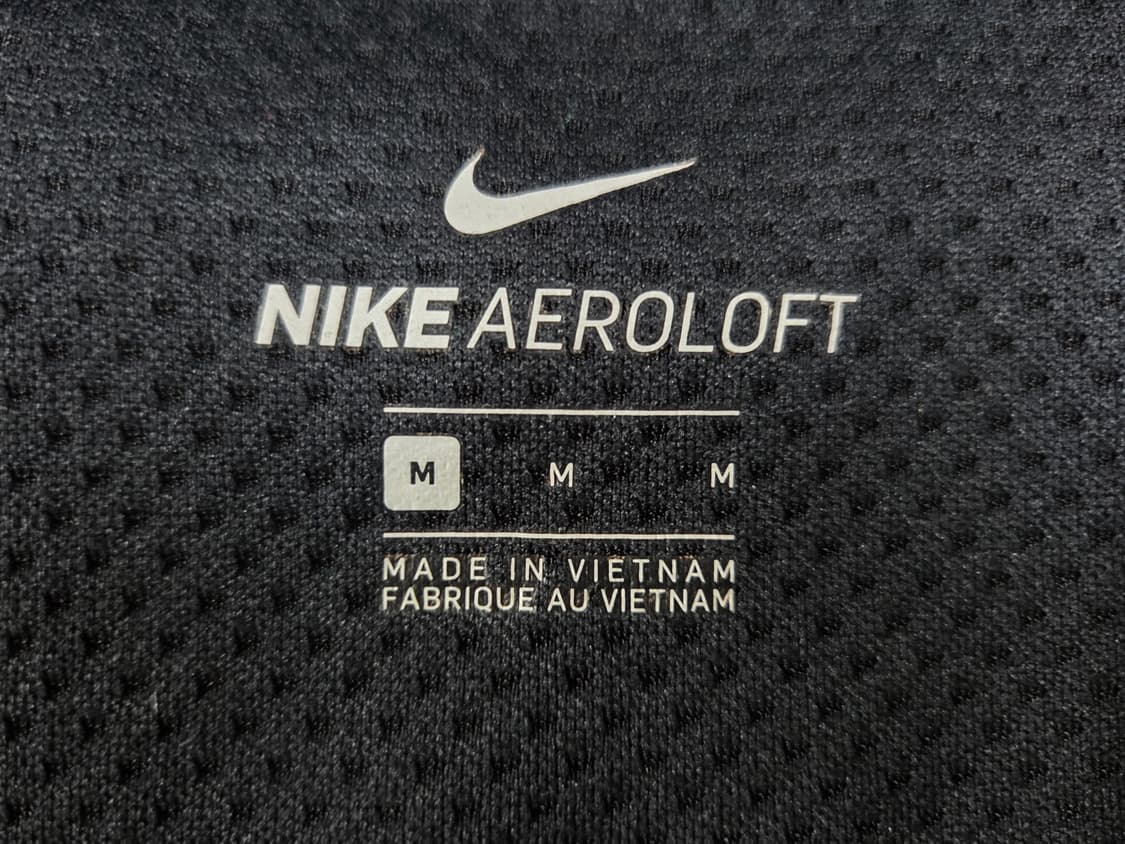 NIKE AEROLOFT
M M M
MADE IN VIETNAM
FABRIQUE AU VIETNAM